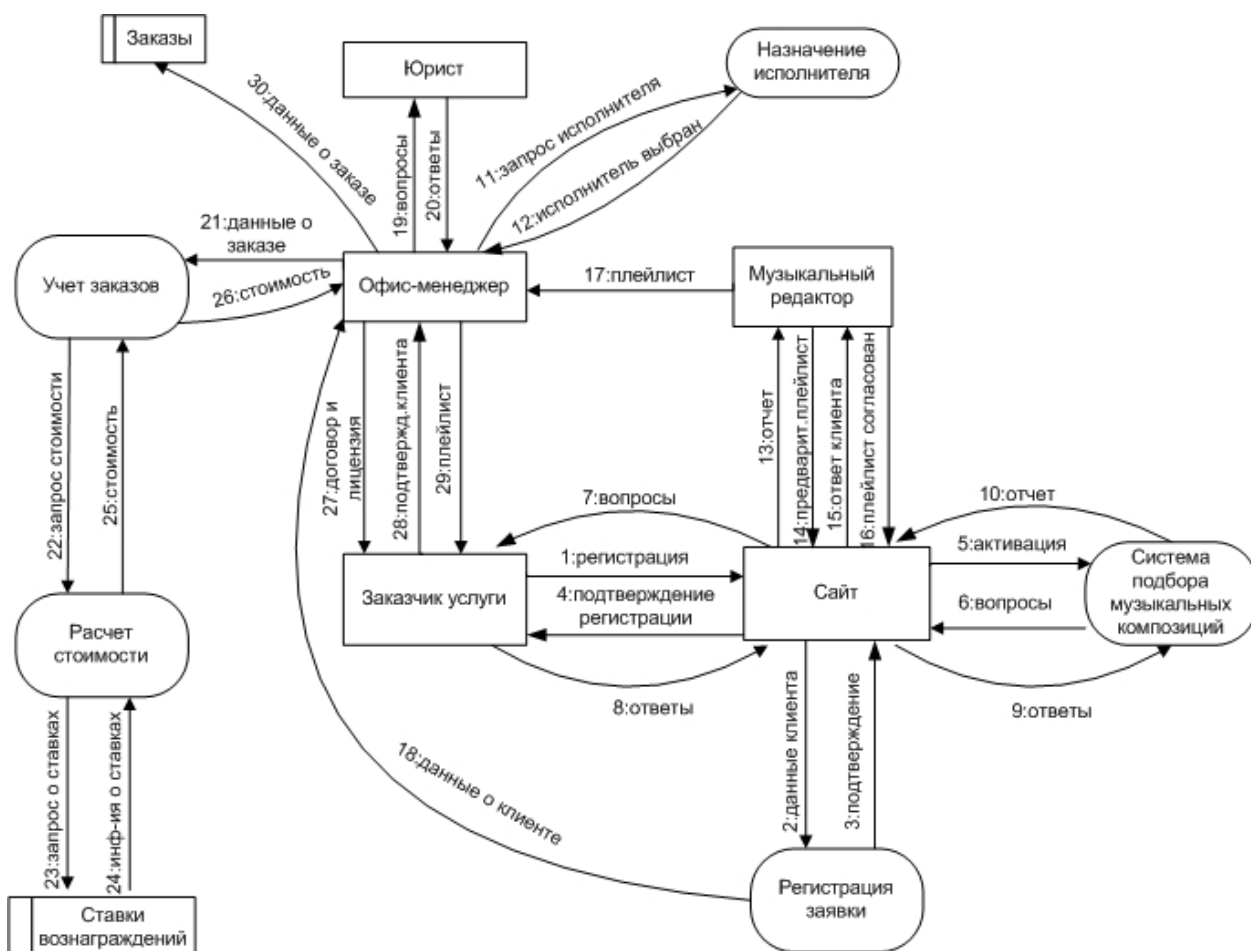 Заказы
Юрист
Назначение
исполнителя
30:данные о заказе
19:вопросы
20:ответы
11:запрос исполнителя
12:исполнитель выбран
21:данные о
заказе
Учет заказов
26:стоимость
Офис-менеджер
17:плейлист
Музыкальный
редактор
22:запрос стоимости
25:стоимость
27:договор и
лицензия
28:подтвержд.клиента
29:плейлист
13:отчет
14:предварит.плейлист
15:ответ клиента
16:плейлист согласован
7:вопросы
10:отчет
1:регистрация
5:активация
Заказчик услуги
4:подтверждение
регистрации
Сайт
6:вопросы
Система
подбора
музыкальных
композиций
Расчет
стоимости
8:ответы
9:ответы
23:запрос о ставках
24:инф-ия о ставках
18:данные о клиенте
2:данные клиента
3:подтверждение
Регистрация
заявки
Ставки
вознаграждений